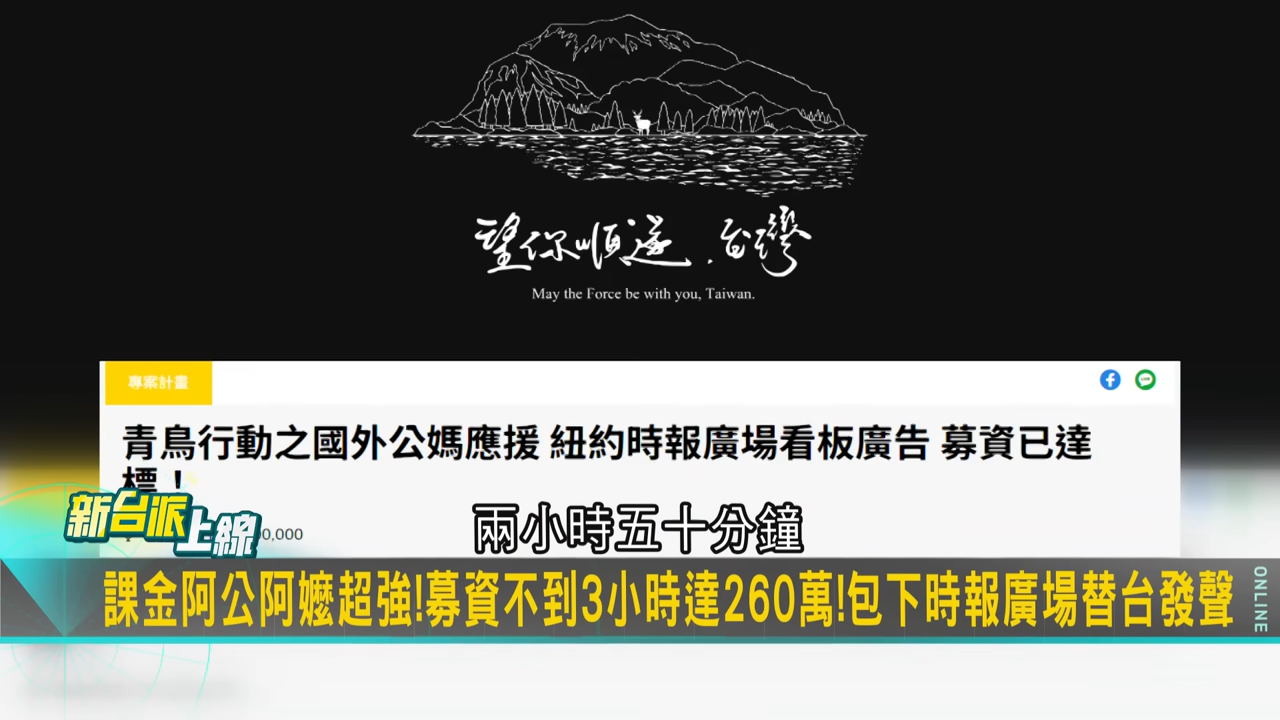 望你順遂.台灣
May the Force be with you, Taiwan.
專案計畫
青鳥行動之國外公媽應援 紐約時報廣場看板廣告 募資已達
標！
新台派
上線
00,000
兩小時五十分鐘
課金阿公阿嬤超強!募資不到3小時達260萬!包下時報廣場替台發聲
ONLINE